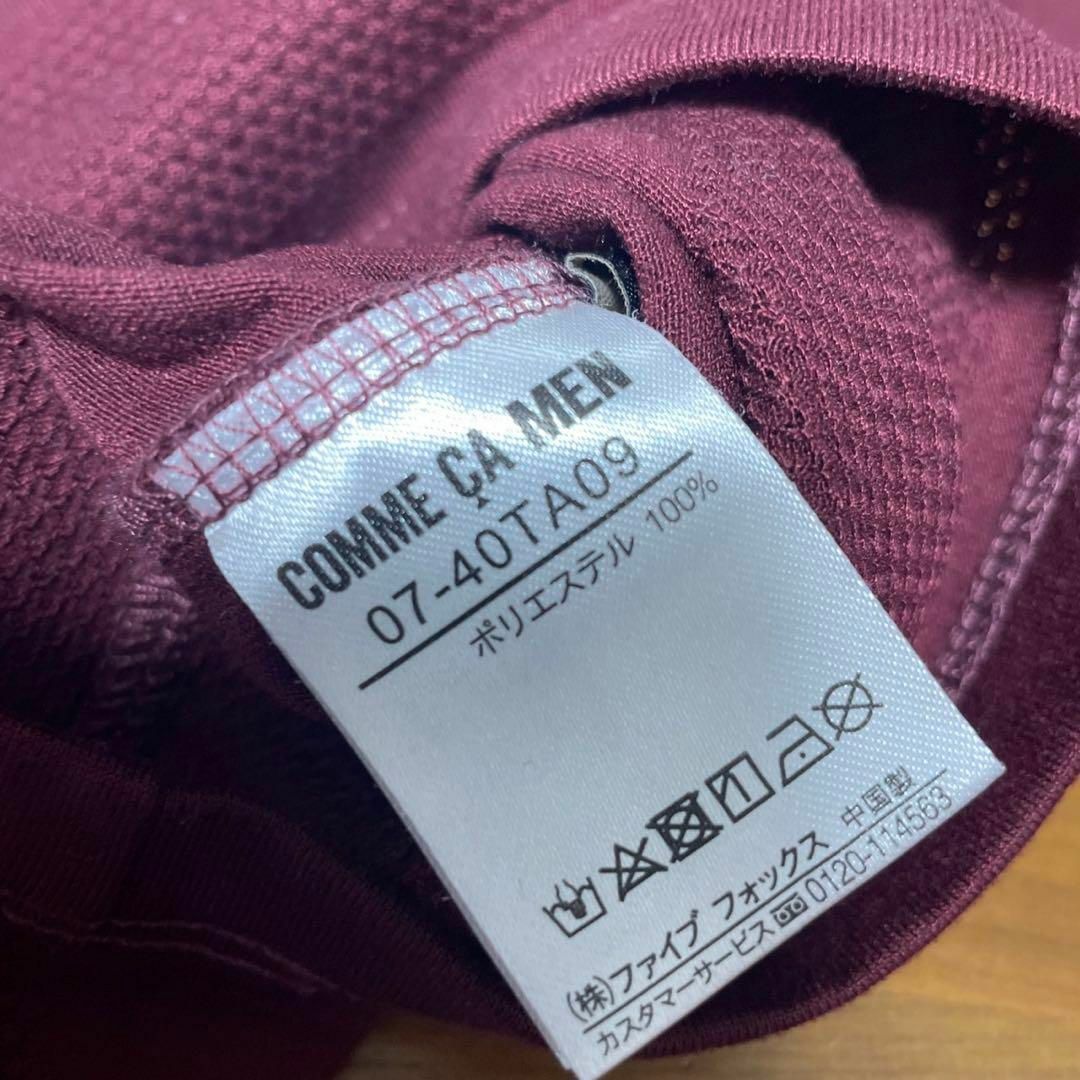 COMME ÇA MEN
07-40TA09
ポリエステル 100%
(株)ファイブ フォックス 中国製
カスタマーサービス 0120-114563